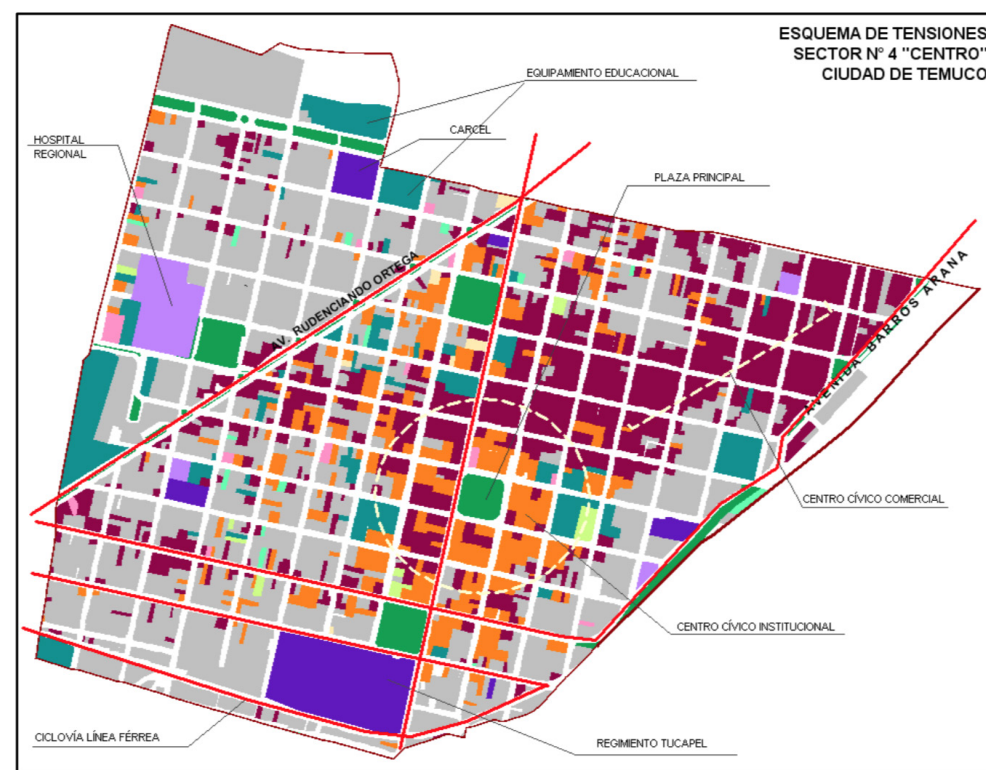 ESQUEMA DE TENSIONES
SECTOR N° 4 "CENTRO"
CIUDAD DE TEMUCO
EQUIPAMIENTO EDUCACIONAL
CARCEL
HOSPITAL
REGIONAL
PLAZA PRINCIPAL
AV. RUDENCIANDO ORTEGA
AVENIDA BARROS ARANA
CENTRO CÍVICO COMERCIAL
CENTRO CÍVICO INSTITUCIONAL
CICLOVÍA LÍNEA FÉRREA
REGIMIENTO TUCAPEL